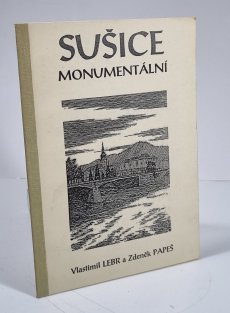 SUŠICE
MONUMENTÁLNÍ
Vlastimil LEBR a Zdeněk PAPEŠ